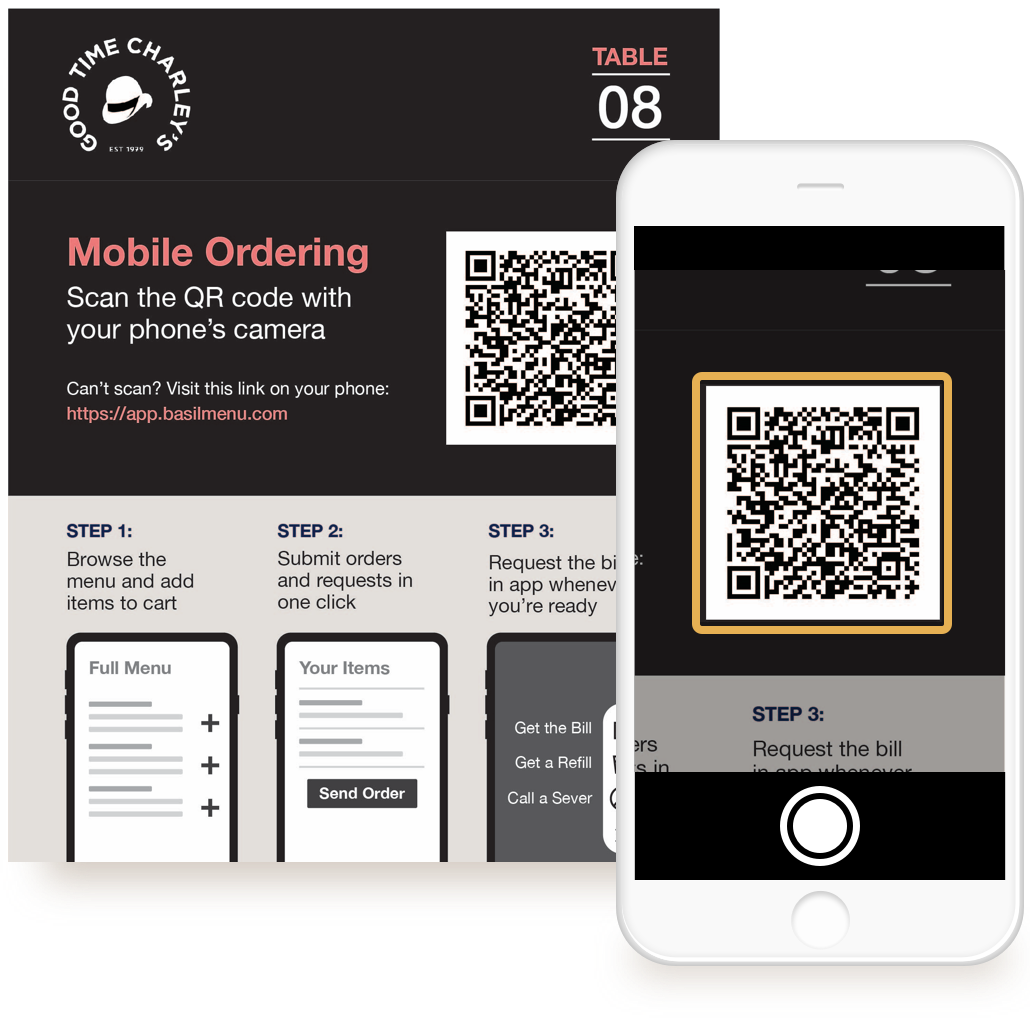 GOOD TIME CHARLEY'S
EST 1979
TABLE
08
Mobile Ordering
Scan the QR code with
your phone's camera
Can't scan? Visit this link on your phone:
https://app.basilmenu.com
STEP 1:
Browse the
menu and add
items to cart
STEP 2:
Submit orders
and requests in
one click
STEP 3:
Request the bi
in app whenev
you're ready
Full Menu
Your Items
Send Order
Get the Bill
Get a Refill
Call a Sever
e:
STEP 3:
ers
Request the bill
s in
in app whenever